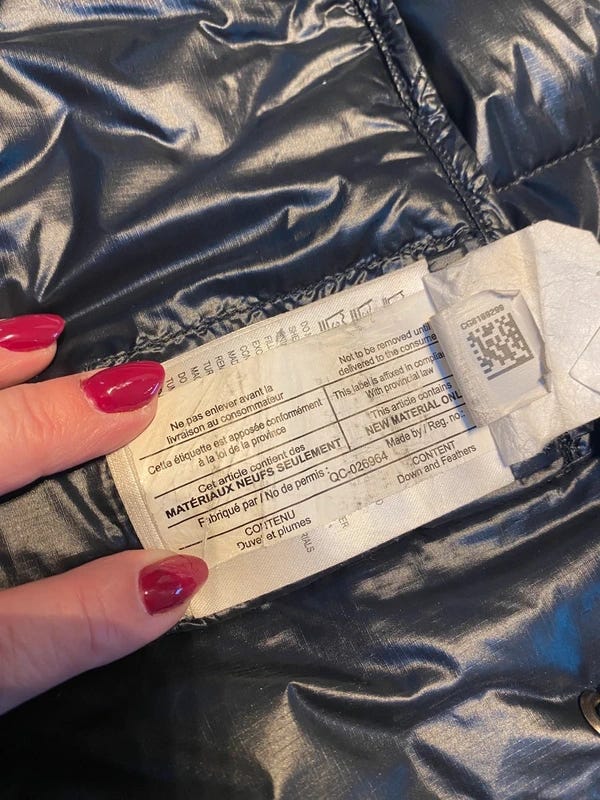 Ne pas enlever avant la
livraison au consommateur
Cette étiquette est apposée conformément
à la loi de la province
Cet article contient des
MATÉRIAUX NEUFS SEULEMENT
Fabriqué par / No de permis:
QC-026964
CONTENU
Duvet et plumes
Not to be removed until
delivered to the consume
This label is affixed in complian
With provincial law
This article contains
NEW MATERIAL ONL
Made by / Reg. no.:
CONTENT
Down and Feathers